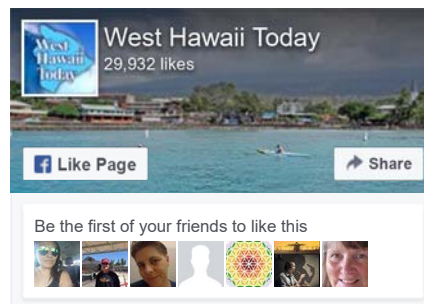 West
Hawaii
Today
West Hawaii Today
29,932 likes
f Like Page
Share
Be the first of your friends to like this